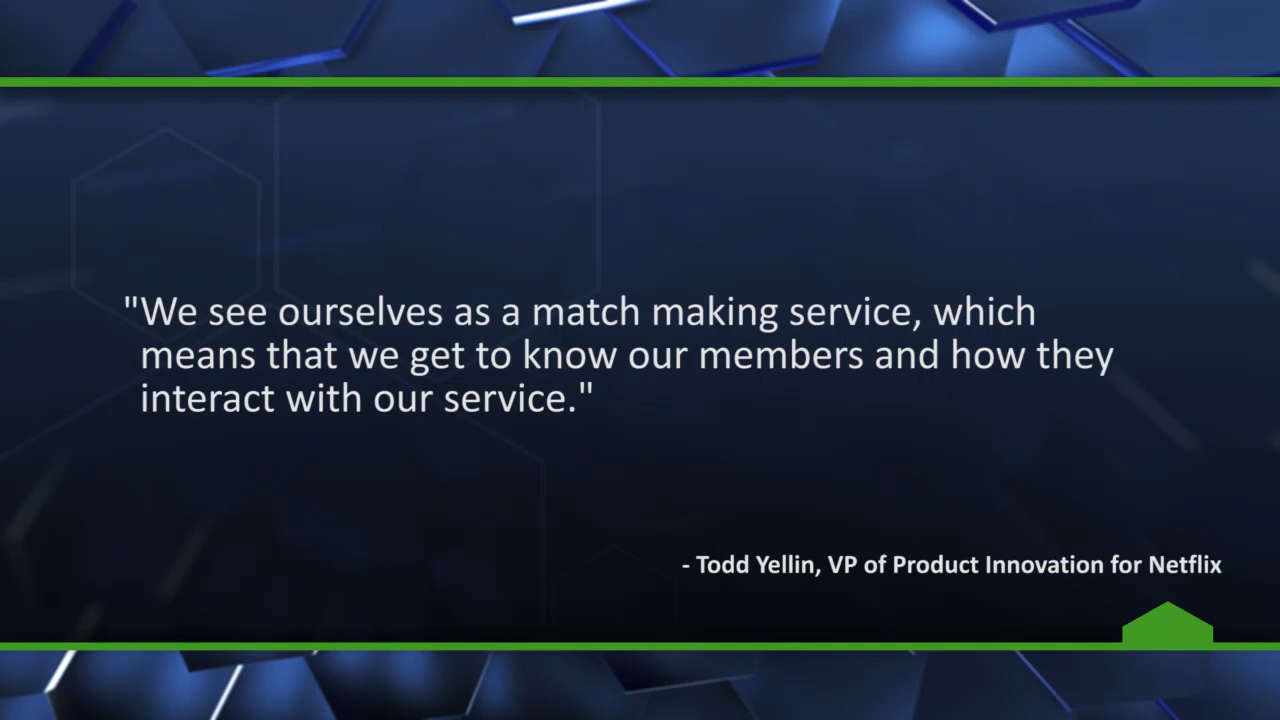 "We see ourselves as a match making service, which
means that we get to know our members and how they
interact with our service."
- Todd Yellin, VP of Product Innovation for Netflix